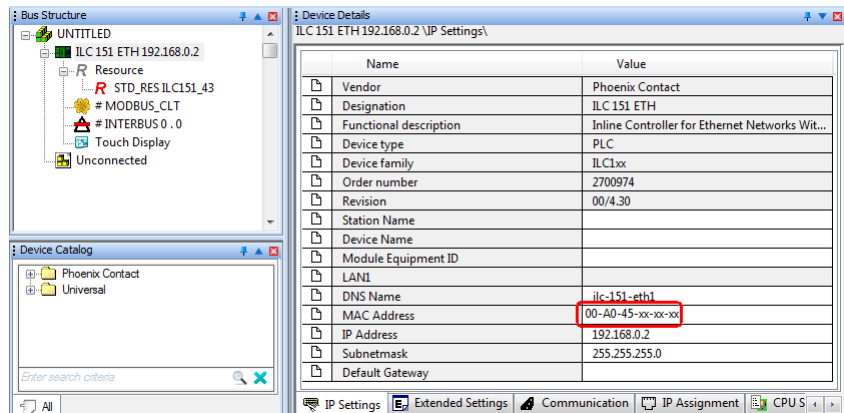 Bus Structure
UNTITLED
ILC 151 ETH 192.168.0.2
R Resource
R STD_RES ILC151_43
# MODBUS_CLT
# INTERBUS 0 . 0
Touch Display
Unconnected
Device Catalog
Phoenix Contact
Universal
Enter search criteria
All
Device Details
ILC 151 ETH 192.168.0.2 \IP Settings\
Name Value
Vendor Phoenix Contact
Designation ILC 151 ETH
Functional description Inline Controller for Ethernet Networks Wit...
Device type PLC
Device family ILC1xx
Order number 2700974
Revision 00/4.30
Station Name
Device Name
Module Equipment ID
LAN1
DNS Name ilc-151-eth1
MAC Address 00-A0-45-xx-xx-xx
IP Address 192.168.0.2
Subnetmask 255.255.255.0
Default Gateway
IP Settings Extended Settings Communication IP Assignment CPU S